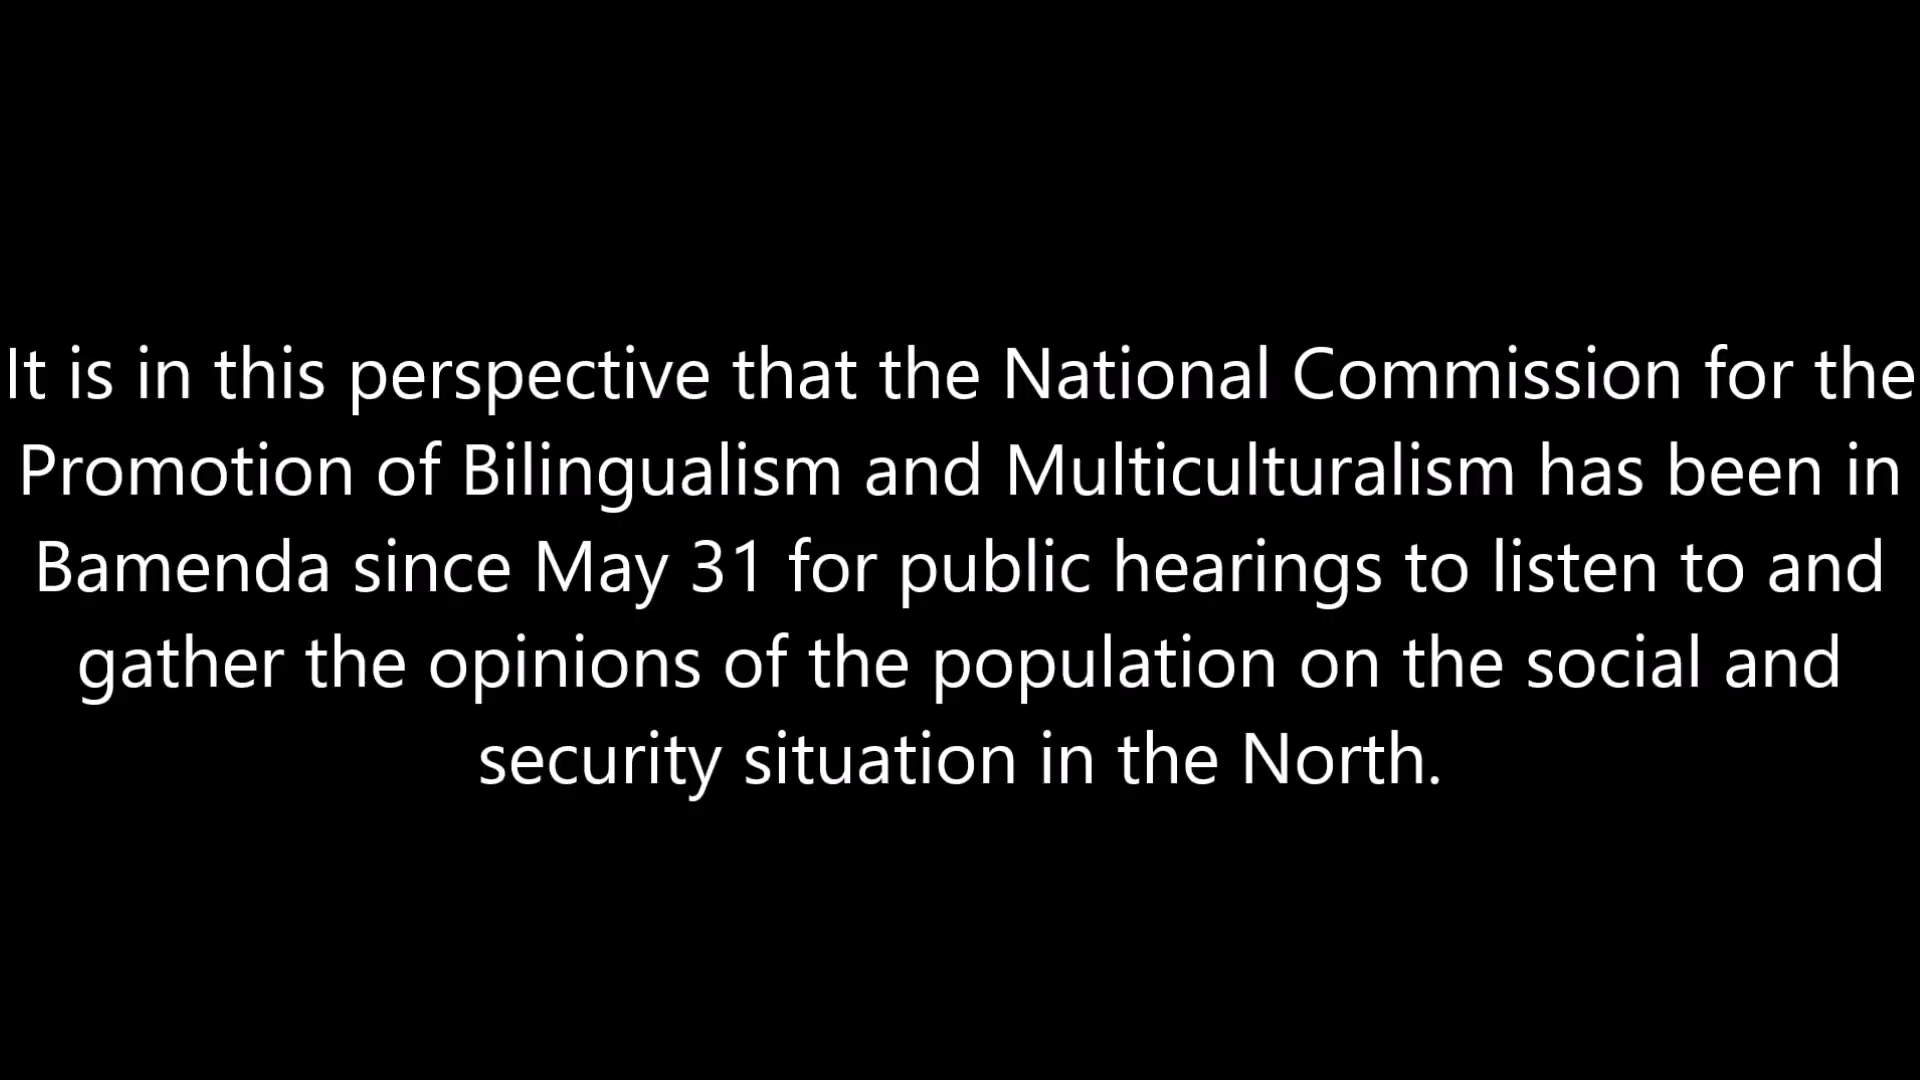 It is in this perspective that the National Commission for the
Promotion of Bilingualism and Multiculturalism has been in
Bamenda since May 31 for public hearings to listen to and
gather the opinions of the population on the social and
security situation in the North.